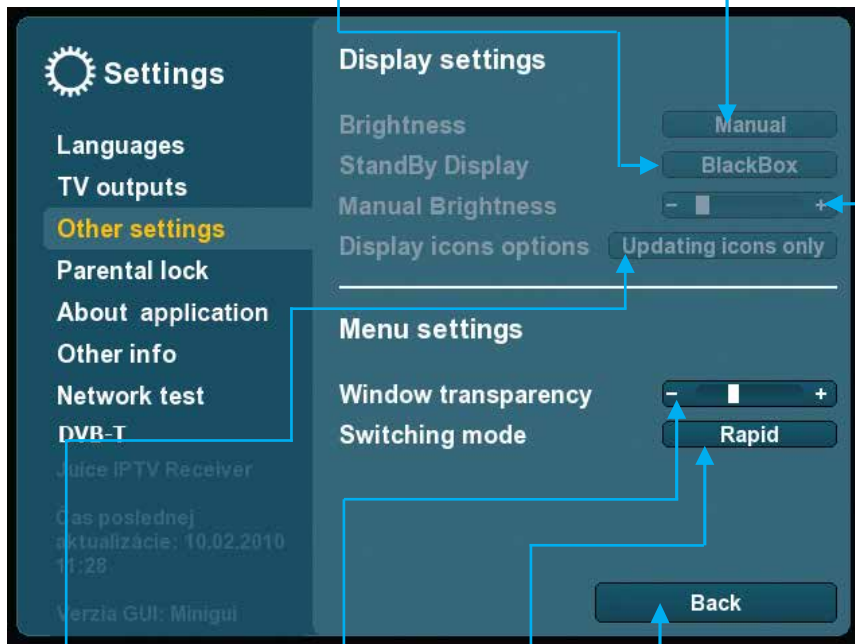 Settings
Languages
TV outputs
Other settings
Parental lock
About application
Other info
Network test
DVB-T
Juice IPTV Receiver
Čas poslednej
aktualizácie: 10.02.2010
11:28
Verzia GUI: Minigui
Display settings
Brightness Manual
StandBy Display BlackBox
Manual Brightness - +
Display icons options Updating icons only
Menu settings
Window transparency - +
Switching mode Rapid
Back